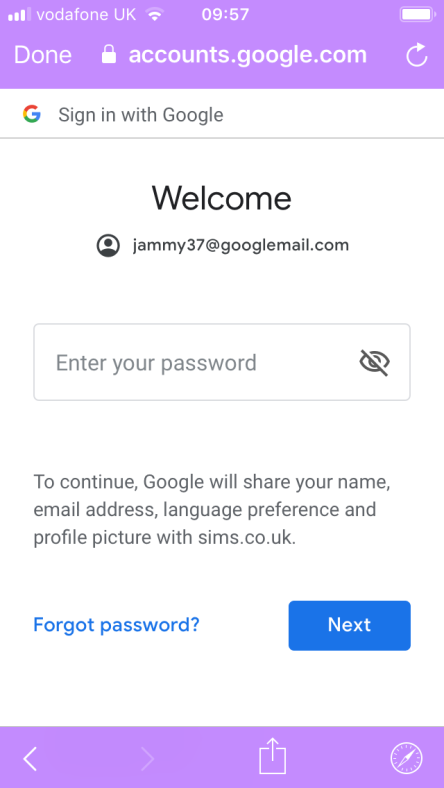 vodafone UK 09:57
Done accounts.google.com
Sign in with Google
Welcome
jammy37@googlemail.com
Enter your password
To continue, Google will share your name,
email address, language preference and
profile picture with sims.co.uk.
Forgot password? Next